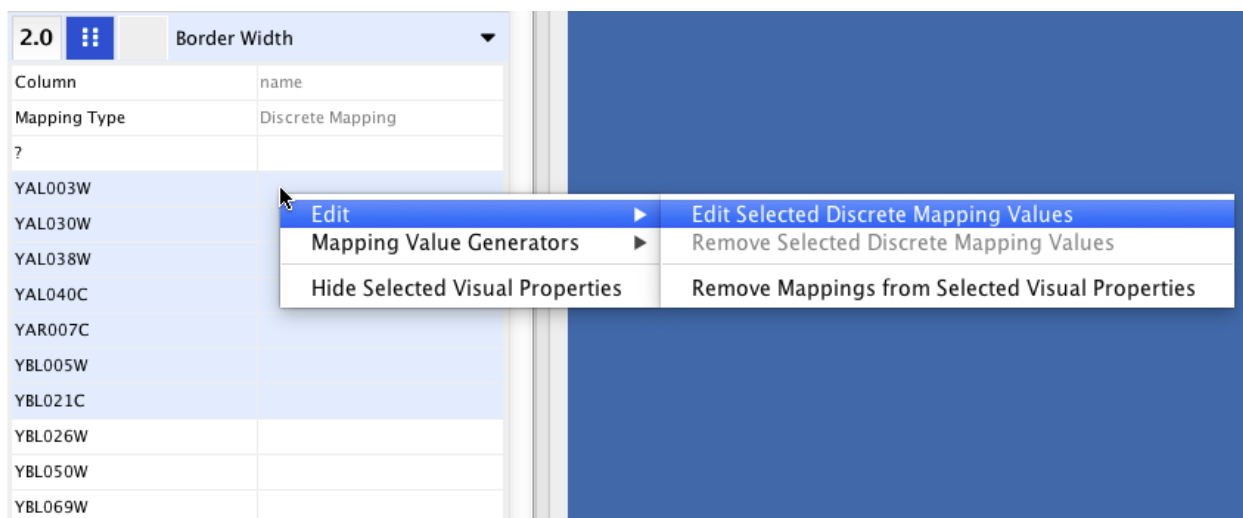 2.0 Border Width
Column name
Mapping Type Discrete Mapping
?
YAL003W
YAL030W
YAL038W
YAL040C
YAR007C
YBL005W
YBL021C
YBL026W
YBL050W
YBL069W
Edit
Mapping Value Generators
Hide Selected Visual Properties
Edit Selected Discrete Mapping Values
Remove Selected Discrete Mapping Values
Remove Mappings from Selected Visual Properties